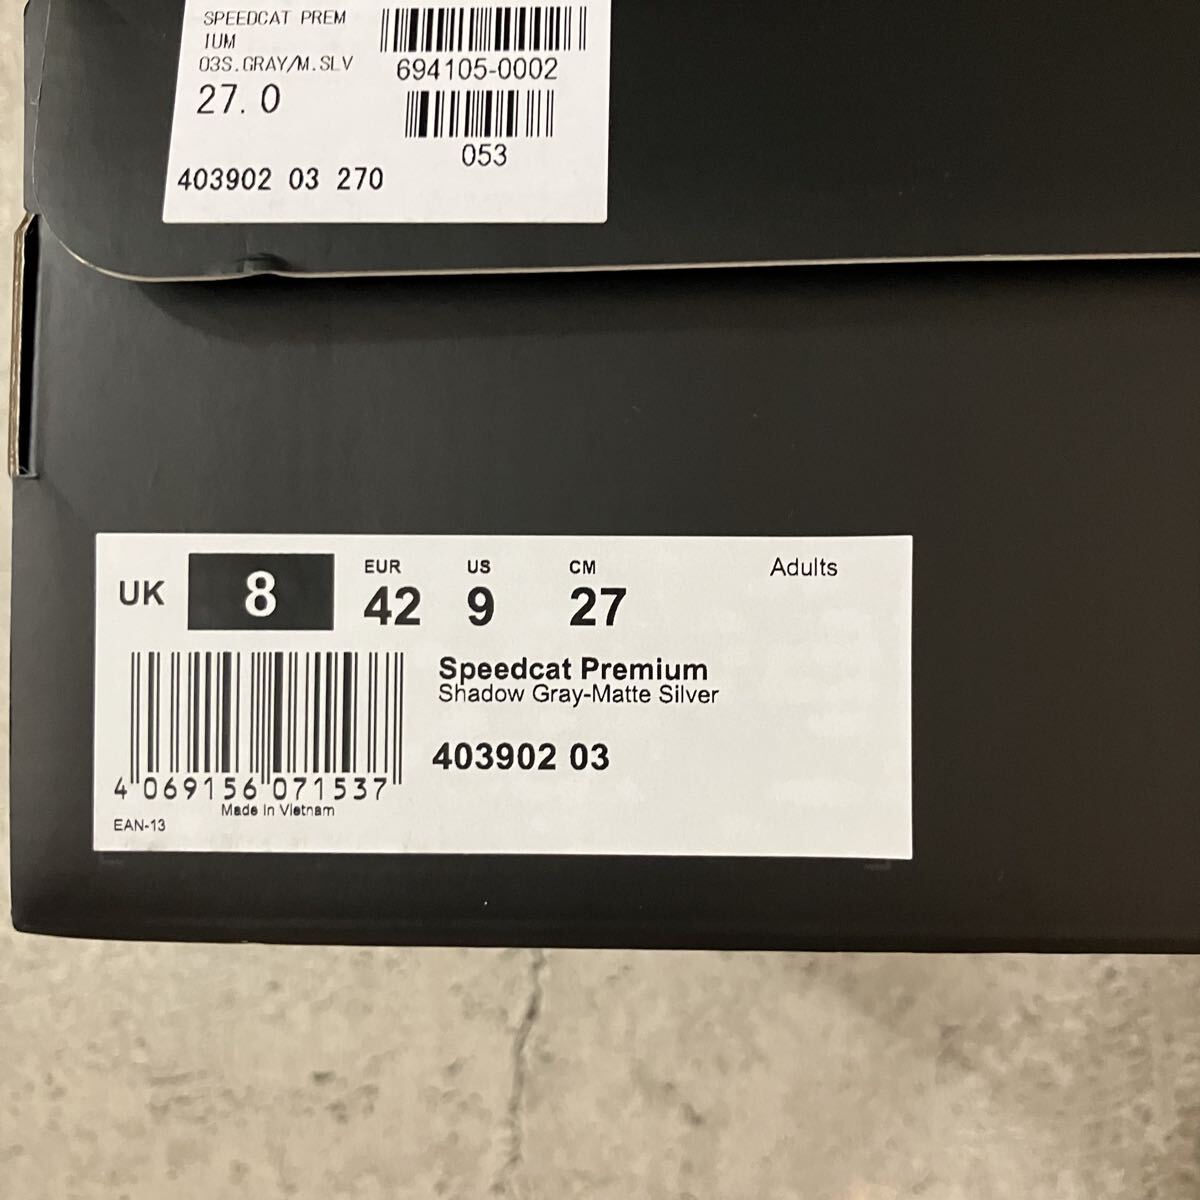 SPEEDCAT PREM
IUM
03S.GRAY/M.SLV
27.0
694105-0002
053
403902 03 270
UK 8
EUR 42
US 9
CM 27
Adults
Speedcat Premium
Shadow Gray-Matte Silver
403902 03
4 069156 071537
Made in Vietnam
EAN-13